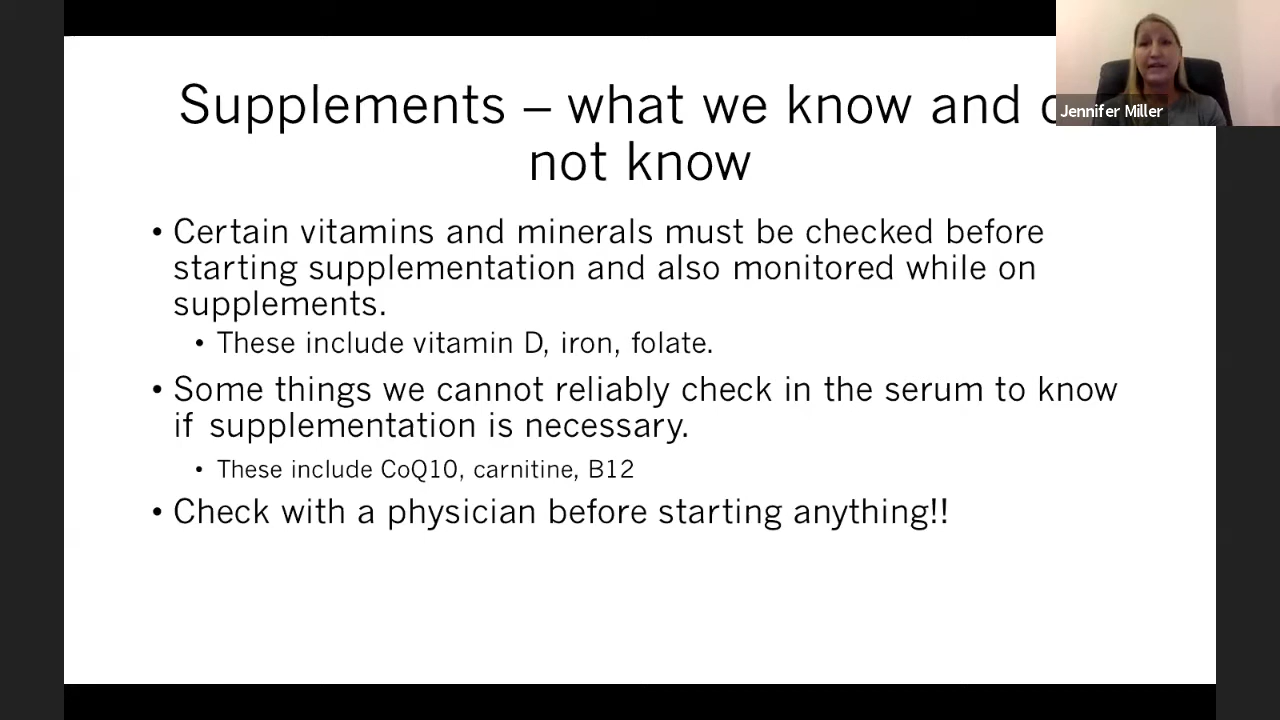 Supplements – what we know and
not know
Jennifer Miller
• Certain vitamins and minerals must be checked before
starting supplementation and also monitored while on
supplements.
• These include vitamin D, iron, folate.
• Some things we cannot reliably check in the serum to know
if supplementation is necessary.
• These include CoQ10, carnitine, B12
• Check with a physician before starting anything!!